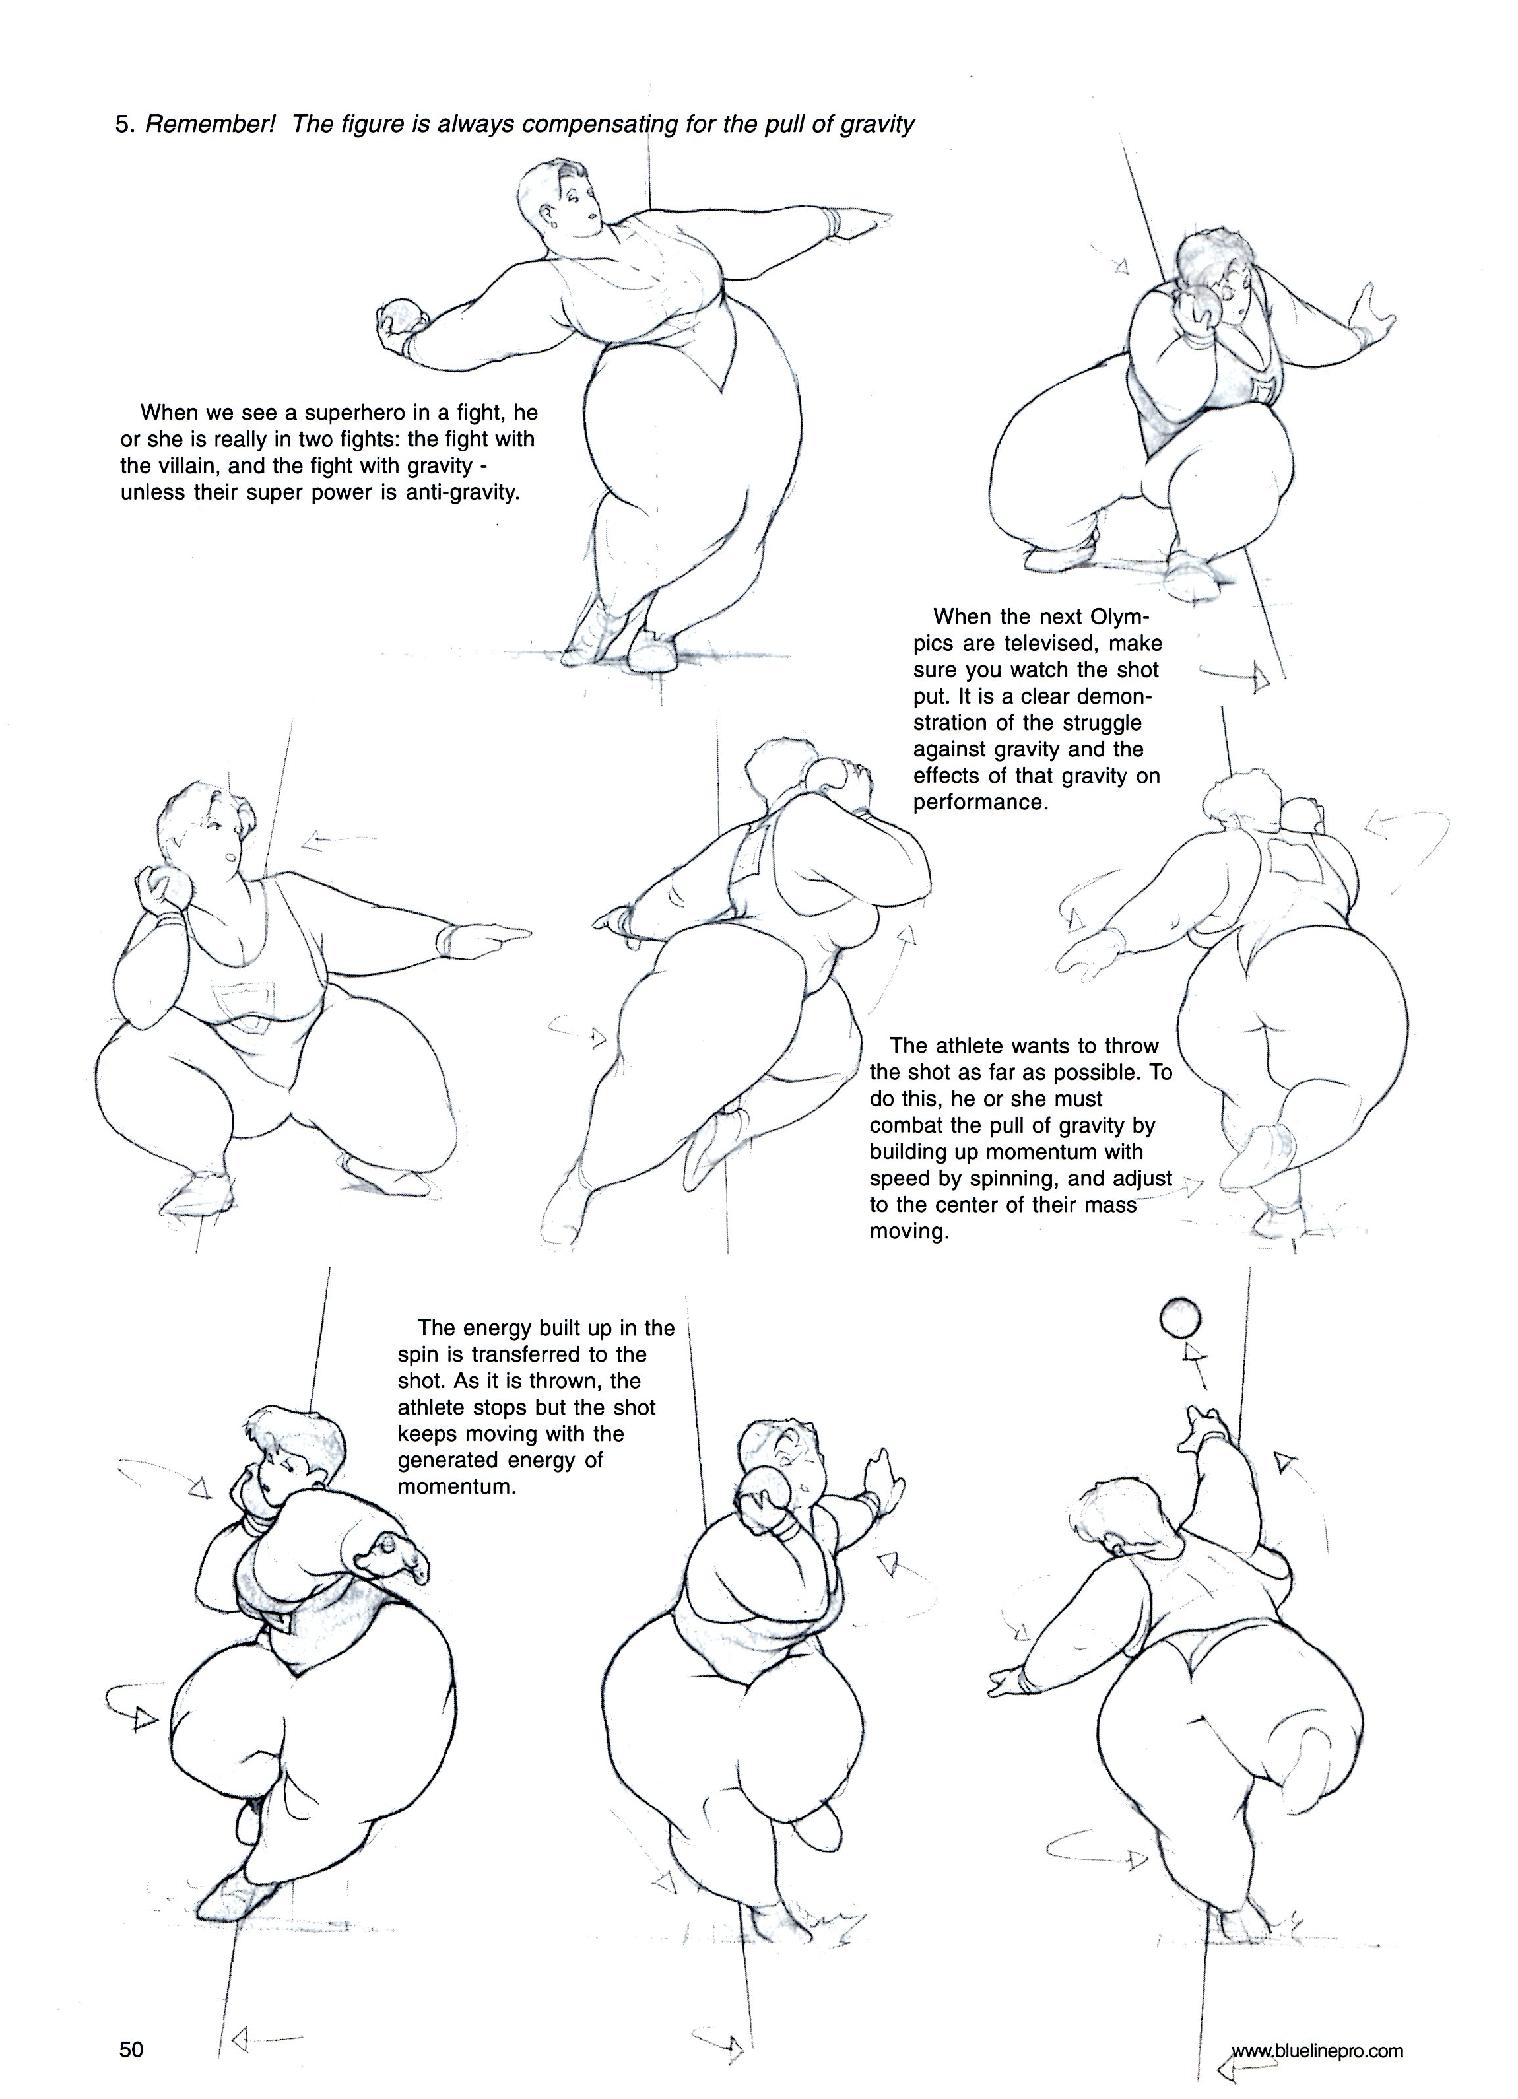 5. Remember! The figure is always compensating for the pull of gravity
When we see a superhero in a fight, he
or she is really in two fights: the fight with
the villain, and the fight with gravity -
unless their super power is anti-gravity.
When the next Olym-
pics are televised, make
sure you watch the shot
put. It is a clear demon-
stration of the struggle
against gravity and the
effects of that gravity on
performance.
The athlete wants to throw
the shot as far as possible. To
do this, he or she must
combat the pull of gravity by
building up momentum with
speed by spinning, and adjust
to the center of their mass
moving.
The energy built up in the
spin is transferred to the
shot. As it is thrown, the
athlete stops but the shot
keeps moving with the
generated energy of
momentum.
50
www.bluelinepro.com